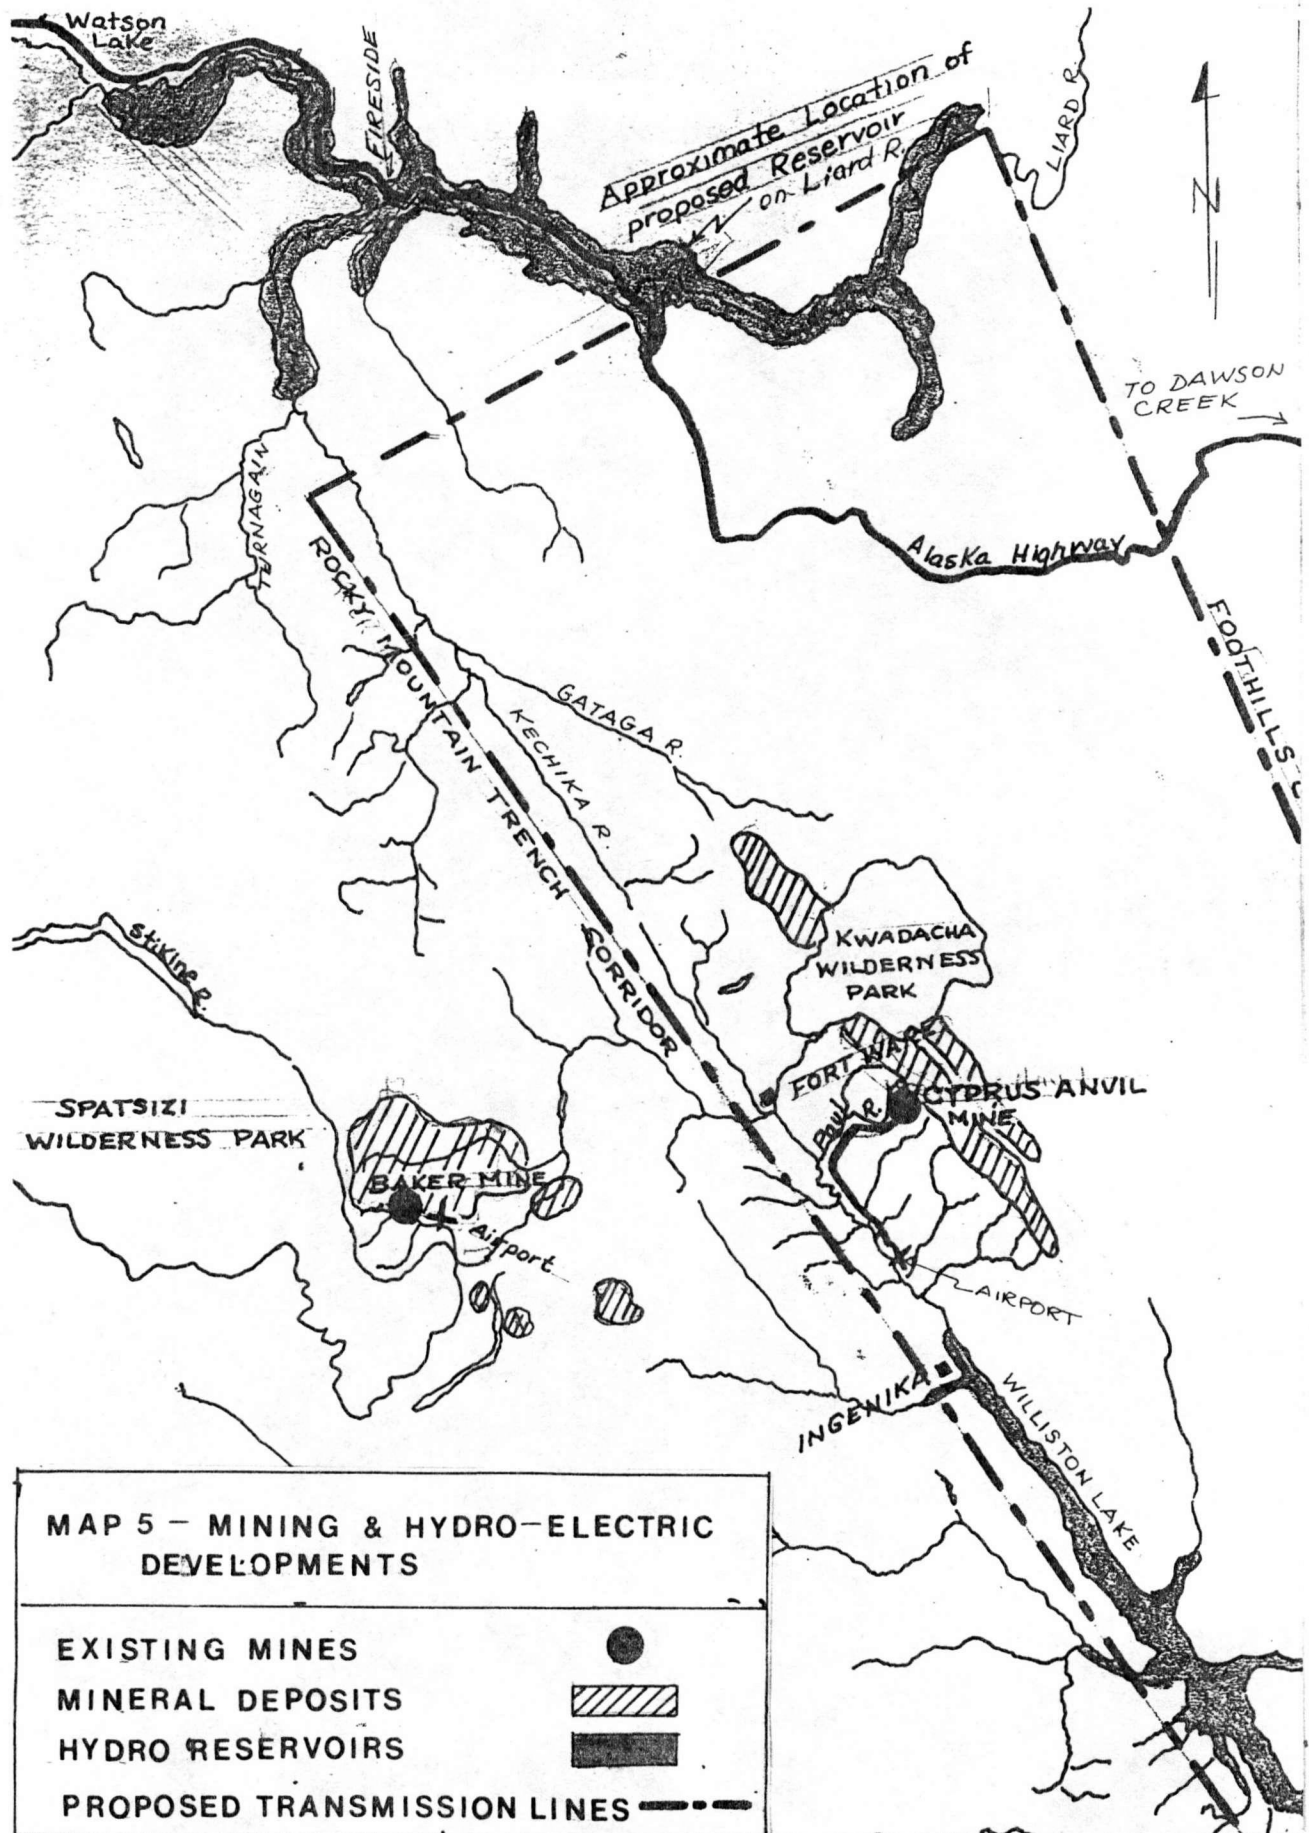 Watson
Lake
FIRESIDE
Approximate Location of
proposed Reservoir
on Liard R.
LIARD R.
N
TO DAWSON
CREEK
TURNAGAIN
Alaska Highway
ROCKY MOUNTAIN TRENCH CORRIDOR
FOOTHILLS
GATAGA R.
KECHIKA R.
Stikine R.
KWADACHA
WILDERNESS
PARK
FORT WARE
CYPRUS ANVIL
MINE
Paul R.
SPATSIZI
WILDERNESS PARK
BAKER MINE
Airport
AIRPORT
INGENIKA
WILLISTON LAKE
MAP 5 - MINING & HYDRO-ELECTRIC
DEVELOPMENTS
EXISTING MINES
MINERAL DEPOSITS
HYDRO RESERVOIRS
PROPOSED TRANSMISSION LINES